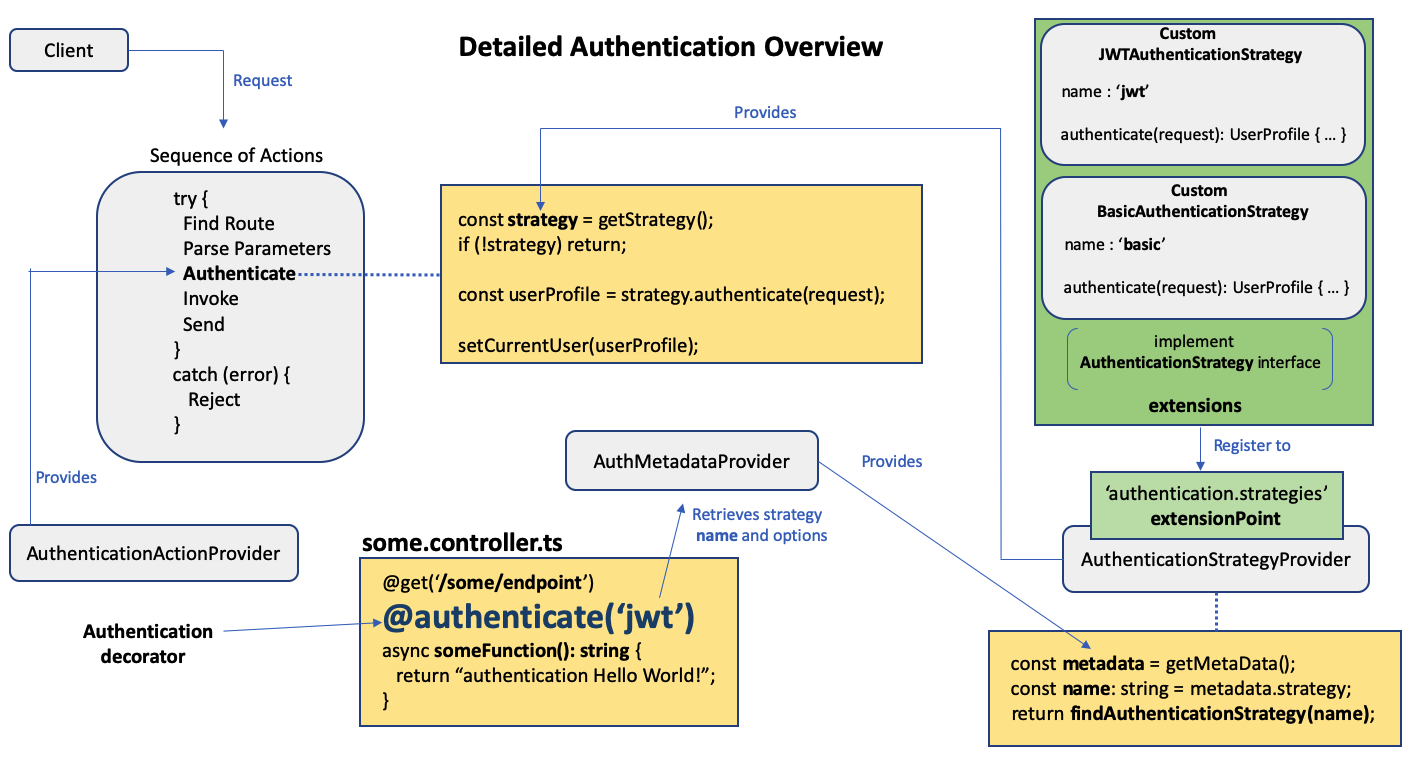 Detailed Authentication Overview
Client
Request
Sequence of Actions
try {
Find Route
Parse Parameters
Authenticate
Invoke
Send
}
catch (error) {
Reject
}
Provides
AuthenticationActionProvider
Provides
const strategy = getStrategy();
if (!strategy) return;
const userProfile = strategy.authenticate(request);
setCurrentUser(userProfile);
Custom
JWTAuthenticationStrategy
name : ‘jwt’
authenticate(request): UserProfile { ... }
Custom
BasicAuthenticationStrategy
name : ‘basic’
authenticate(request): UserProfile { ... }
implement
AuthenticationStrategy interface
extensions
Register to
‘authentication.strategies’
extensionPoint
AuthenticationStrategyProvider
AuthMetadataProvider
Provides
Retrieves strategy
name and options
some.controller.ts
@get(‘/some/endpoint’)
@authenticate(‘jwt’)
async someFunction(): string {
return “authentication Hello World!”;
}
Authentication
decorator
const metadata = getMetaData();
const name: string = metadata.strategy;
return findAuthenticationStrategy(name);